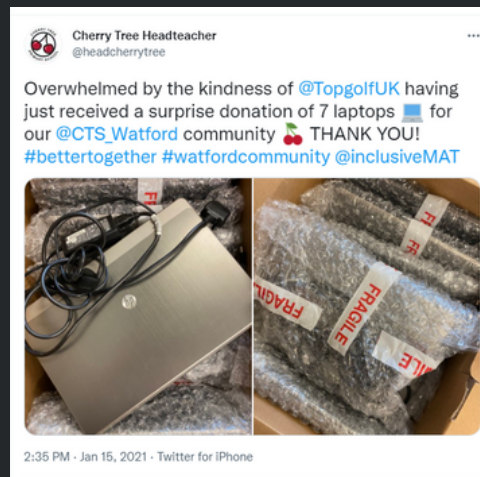 Cherry Tree Headteacher
@headcherrytree
Overwhelmed by the kindness of @TopgolfUK having
just received a surprise donation of 7 laptops 💻 for
our @CTS_Watford community 🍒 THANK YOU!
#bettertogether #watfordcommunity @inclusiveMAT
FRAGILE
FRAGILE
2:35 PM · Jan 15, 2021 · Twitter for iPhone